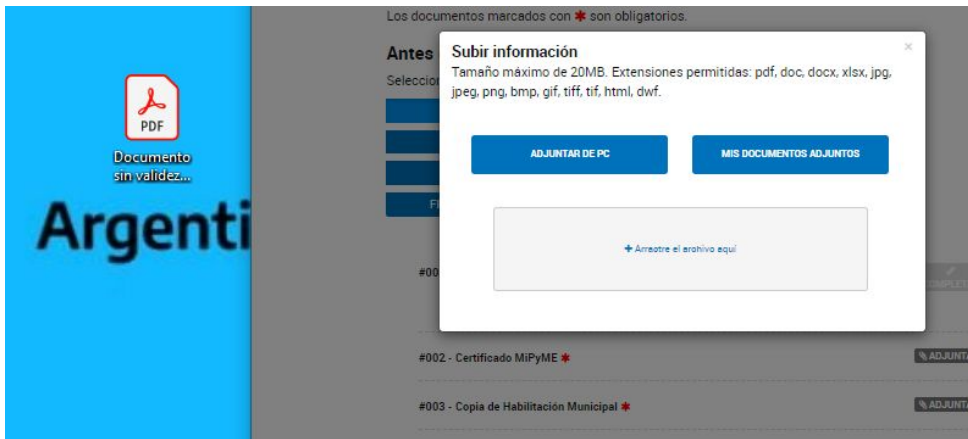 Los documentos marcados con * son obligatorios.
Antes
Seleccio
PDF
Documento
sin validez...
Argenti
Subir información
×
Tamaño máximo de 20MB. Extensiones permitidas: pdf, doc, docx, xlsx, jpg,
jpeg, png, bmp, gif, tiff, tif, html, dwf.
ADJUNTAR DE PC
MIS DOCUMENTOS ADJUNTOS
+ Arrastre el archivo aquí
#00
#002 - Certificado MiPyME *
ADJUNTA
#003 - Copia de Habilitación Municipal *
ADJUNTA